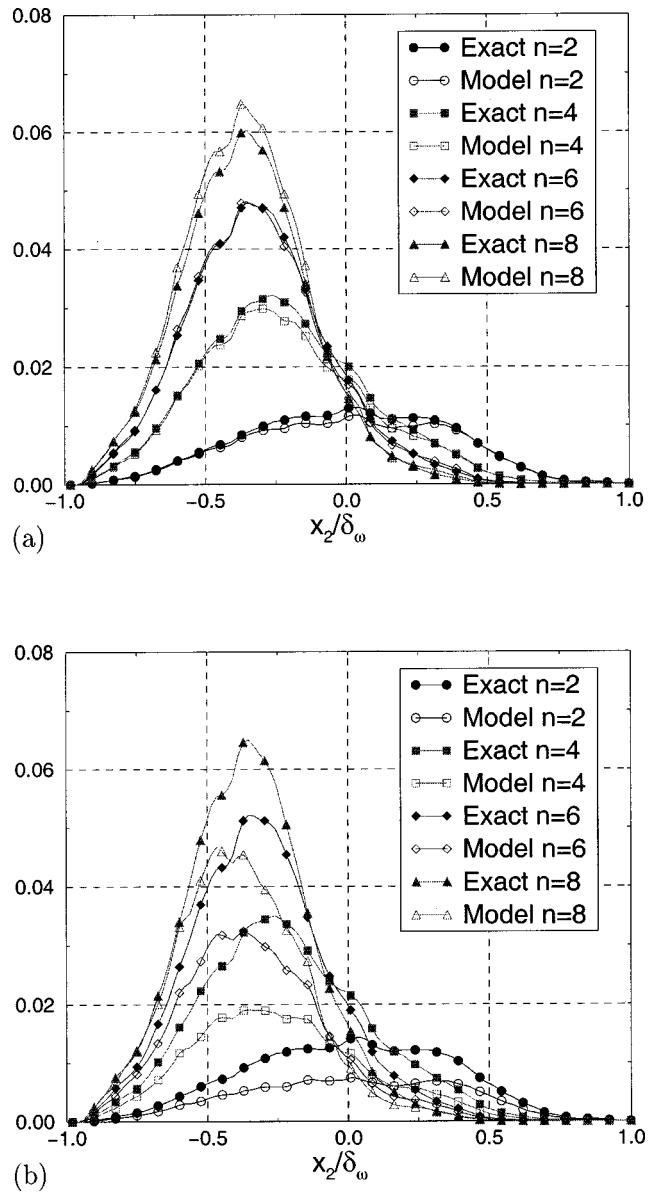 0.08
0.06
0.04
0.02
0.00
Exact n=2
Model n=2
Exact n=4
Model n=4
Exact n=6
Model n=6
Exact n=8
Model n=8
-1.0 -0.5 0.0 0.5 1.0
x₂/δω
(a)
0.08
0.06
0.04
0.02
0.00
Exact n=2
Model n=2
Exact n=4
Model n=4
Exact n=6
Model n=6
Exact n=8
Model n=8
-1.0 -0.5 0.0 0.5 1.0
x₂/δω
(b)